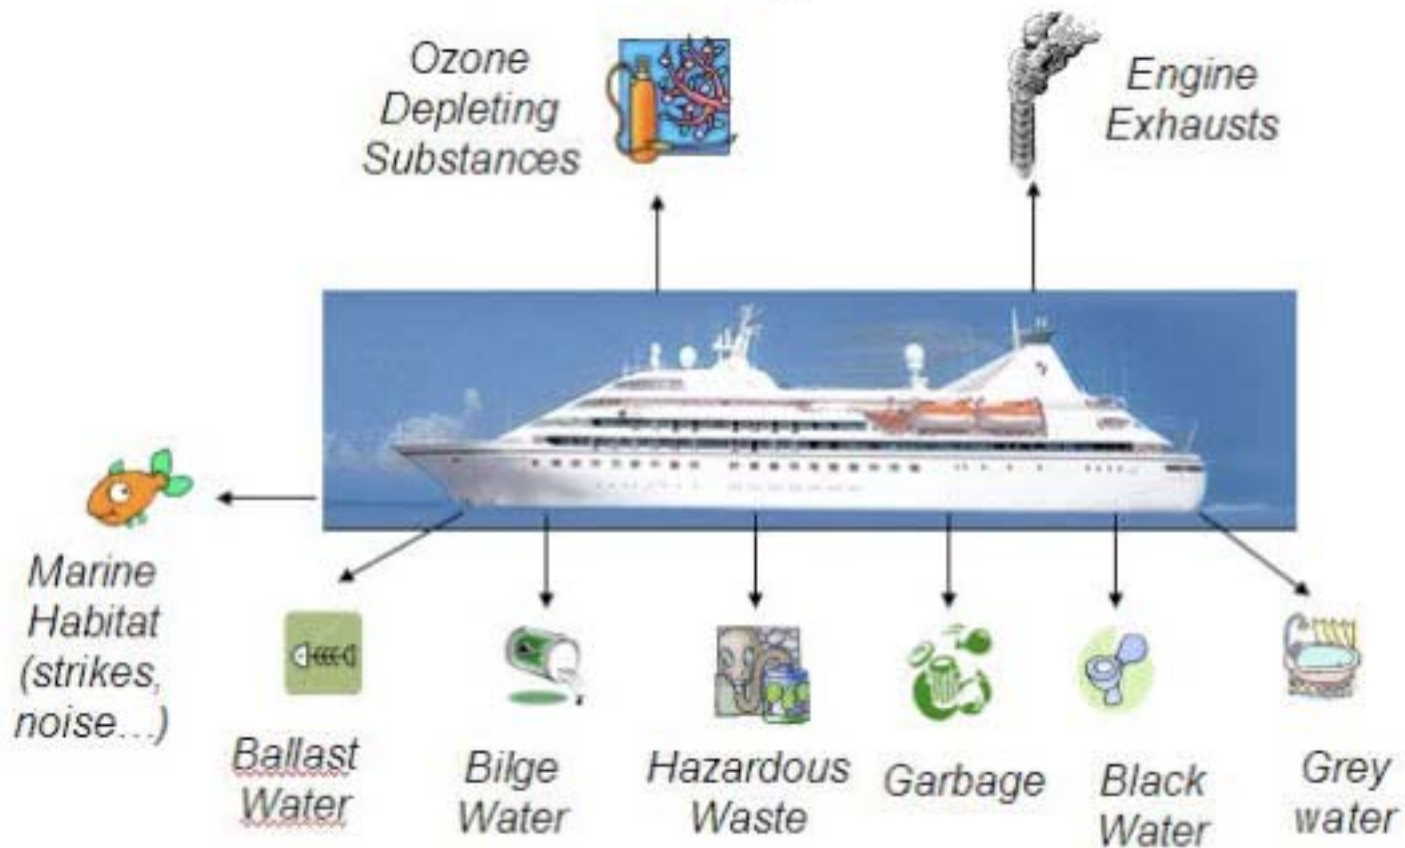 Ozone
Depleting
Substances
Engine
Exhausts
Marine
Habitat
(strikes,
noise...)
Ballast
Water
Bilge
Water
Hazardous
Waste
Garbage
Black
Water
Grey
water